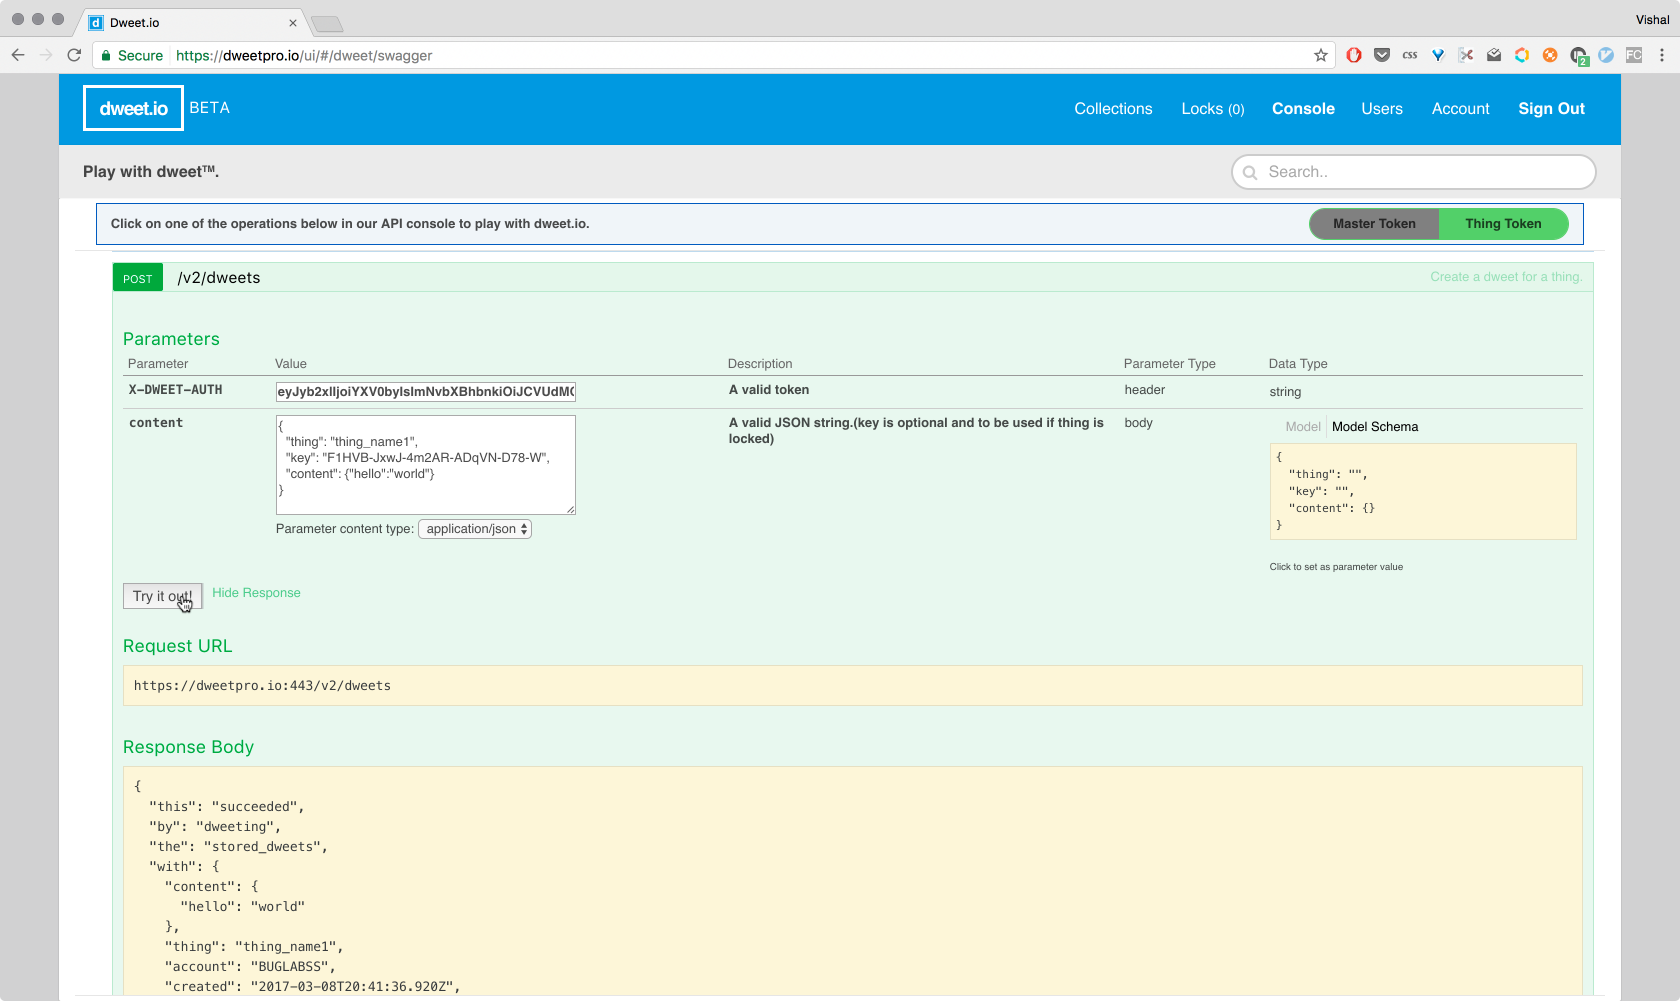 Dweet.io
Vishal
Secure https://dweetpro.io/ui/#/dweet/swagger
css
2
FC
dweet.io BETA
Collections Locks (0) Console Users Account Sign Out
Play with dweet™.
Search..
Click on one of the operations below in our API console to play with dweet.io.
Master Token Thing Token
POST /v2/dweets
Create a dweet for a thing.
Parameters
Parameter Value Description Parameter Type Data Type
X-DWEET-AUTH
A valid token header string
content
{
"thing": "thing_name1",
"key": "F1HVB-JxwJ-4m2AR-ADqVN-D78-W",
"content": {"hello":"world"}
}
Parameter content type: application/json
A valid JSON string.(key is optional and to be used if thing is
locked)
body
Model Model Schema
{
"thing": "",
"key": "",
"content": {}
}
Click to set as parameter value
Try it out! Hide Response
Request URL
https://dweetpro.io:443/v2/dweets
Response Body
{
"this": "succeeded",
"by": "dweeting",
"the": "stored_dweets",
"with": {
"content": {
"hello": "world"
},
"thing": "thing_name1",
"account": "BUGLABSS",
"created": "2017-03-08T20:41:36.920Z",